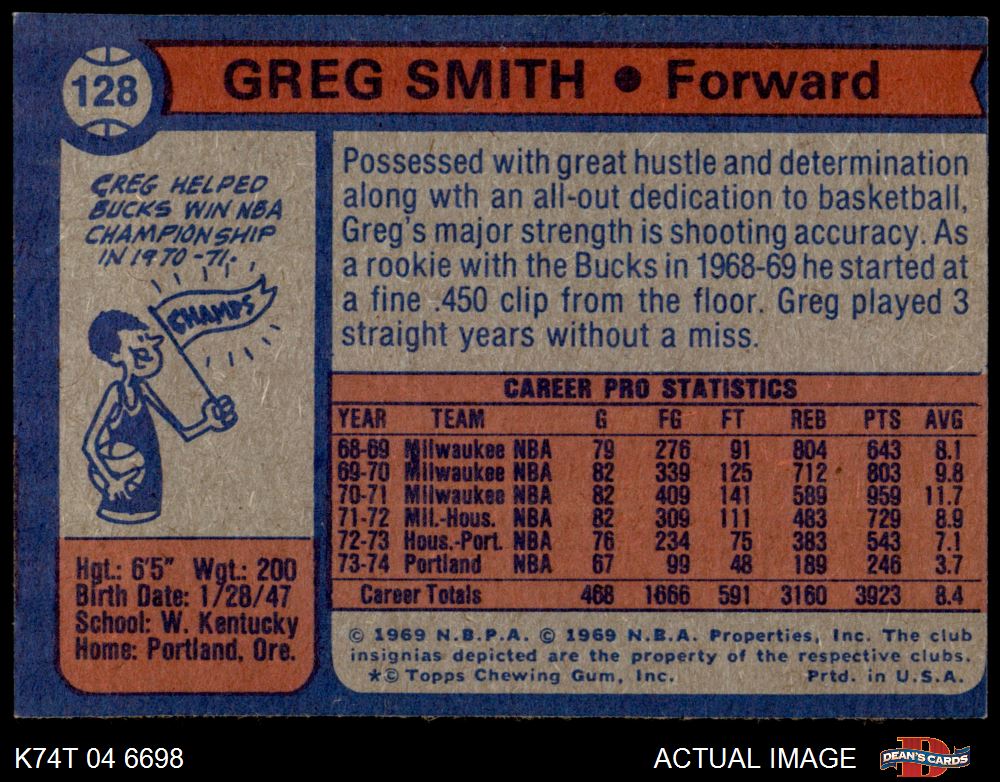 128
GREG SMITH • Forward
GREG HELPED
BUCKS WIN NBA
CHAMPIONSHIP
IN 1970-71.
CHAMPS
Possessed with great hustle and determination
along wth an all-out dedication to basketball,
Greg's major strength is shooting accuracy. As
a rookie with the Bucks in 1968-69 he started at
a fine .450 clip from the floor. Greg played 3
straight years without a miss.
CAREER PRO STATISTICS
YEAR TEAM G FG FT REB PTS AVG
68-69 Milwaukee NBA 79 276 91 804 643 8.1
69-70 Milwaukee NBA 82 339 125 712 803 9.8
70-71 Milwaukee NBA 82 409 141 589 959 11.7
71-72 Mil.-Hous. NBA 82 309 111 483 729 8.9
72-73 Hous.-Port. NBA 76 234 75 383 543 7.1
73-74 Portland NBA 67 99 48 189 246 3.7
Career Totals 468 1666 591 3160 3923 8.4
Hgt.: 6'5" Wgt.: 200
Birth Date: 1/28/47
School: W. Kentucky
Home: Portland, Ore.
© 1969 N.B.P.A. © 1969 N.B.A. Properties, Inc. The club
insignias depicted are the property of the respective clubs.
*© Topps Chewing Gum, Inc. Prtd. in U.S.A.
K74T 04 6698
ACTUAL IMAGE
D
DEAN'S CARDS